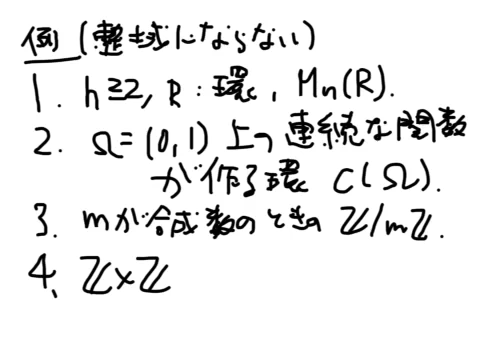 例 (整域にならない)
1. n≧2, R:環, Mn(R).
2. Ω=(0,1) 上の 連続な関数
が作る環 C(Ω).
3. mが合成数のときの ℤ/mℤ.
4. ℤ×ℤ